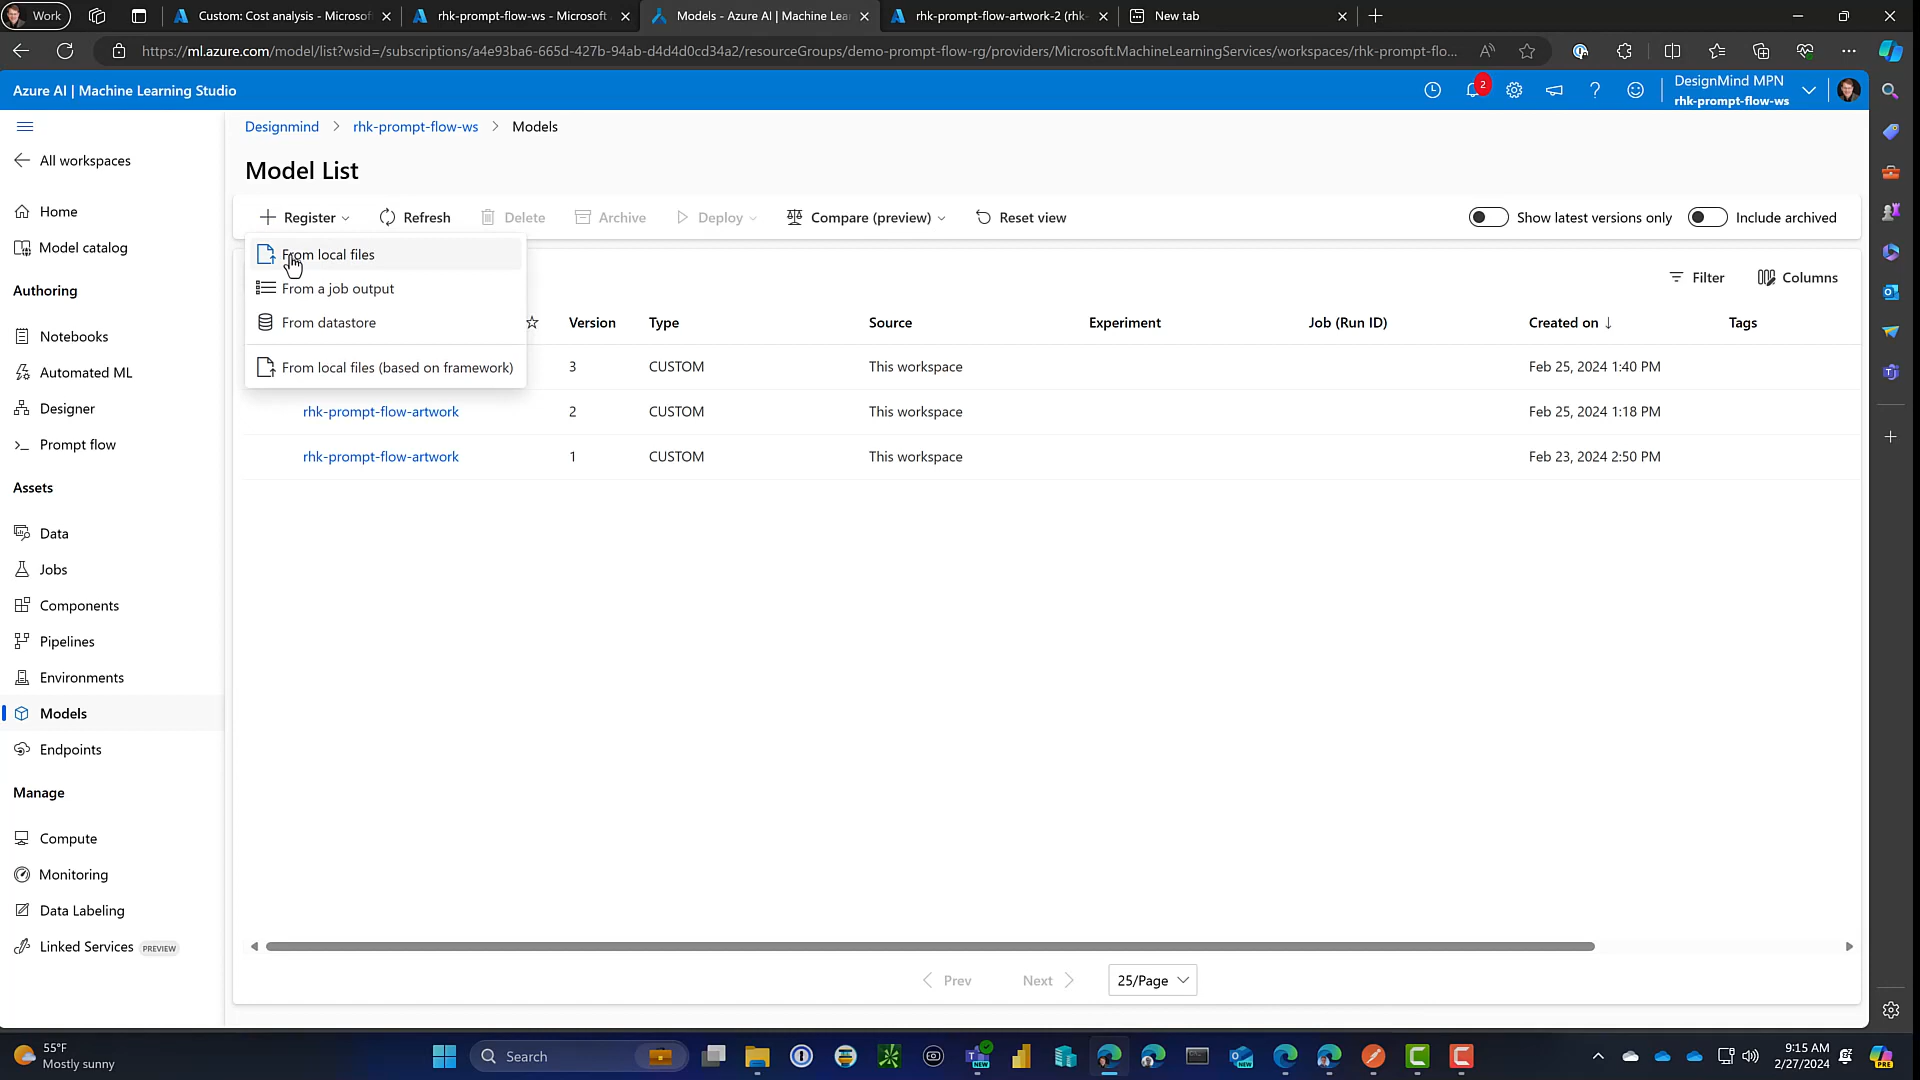 Work
Custom: Cost analysis - Microsof
rhk-prompt-flow-ws - Microsoft
Models - Azure AI | Machine Lea
rhk-prompt-flow-artwork-2 (rhk-
New tab
https://ml.azure.com/model/list?wsid=/subscriptions/a4e93ba6-665d-427b-94ab-d4d4d0cd34a2/resourceGroups/demo-prompt-flow-rg/providers/Microsoft.MachineLearningServices/workspaces/rhk-prompt-flo...
Azure AI | Machine Learning Studio
2
DesignMind MPN
rhk-prompt-flow-ws
All workspaces
Home
Model catalog
Authoring
Notebooks
Automated ML
Designer
Prompt flow
Assets
Data
Jobs
Components
Pipelines
Environments
Models
Endpoints
Manage
Compute
Monitoring
Data Labeling
Linked Services PREVIEW
Designmind > rhk-prompt-flow-ws > Models
Model List
Register
Refresh
Delete
Archive
Deploy
Compare (preview)
Reset view
Show latest versions only
Include archived
From local files
From a job output
From datastore
From local files (based on framework)
Filter
Columns
Version Type Source Experiment Job (Run ID) Created on ↓ Tags
3 CUSTOM This workspace Feb 25, 2024 1:40 PM
rhk-prompt-flow-artwork 2 CUSTOM This workspace Feb 25, 2024 1:18 PM
rhk-prompt-flow-artwork 1 CUSTOM This workspace Feb 23, 2024 2:50 PM
Prev
Next
25/Page
55°F
Mostly sunny
Search
NEW
NEW
9:15 AM
2/27/2024
PRE